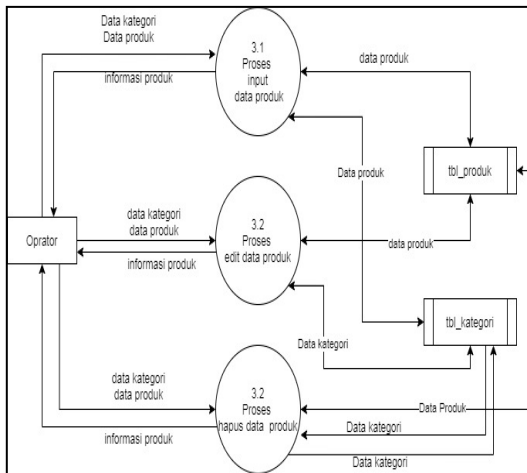 Data kategori
Data produk
informasi produk
3.1
Proses
input
data produk
data produk
Data produk
tbl_produk
Oprator
data kategori
data produk
informasi produk
3.2
Proses
edit data produk
data produk
Data kategori
tbl_kategori
data kategori
data produk
informasi produk
3.2
Proses
hapus data produk
Data Produk
Data kategori
Data kategori